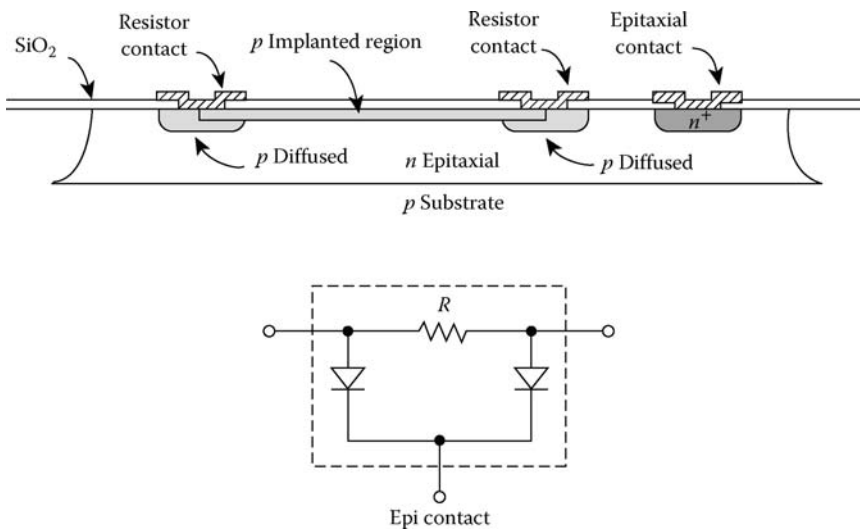 Resistor
contact
p Implanted region
Resistor
contact
Epitaxial
contact
SiO₂
n⁺
p Diffused
n Epitaxial
p Diffused
p Substrate
R
Epi contact